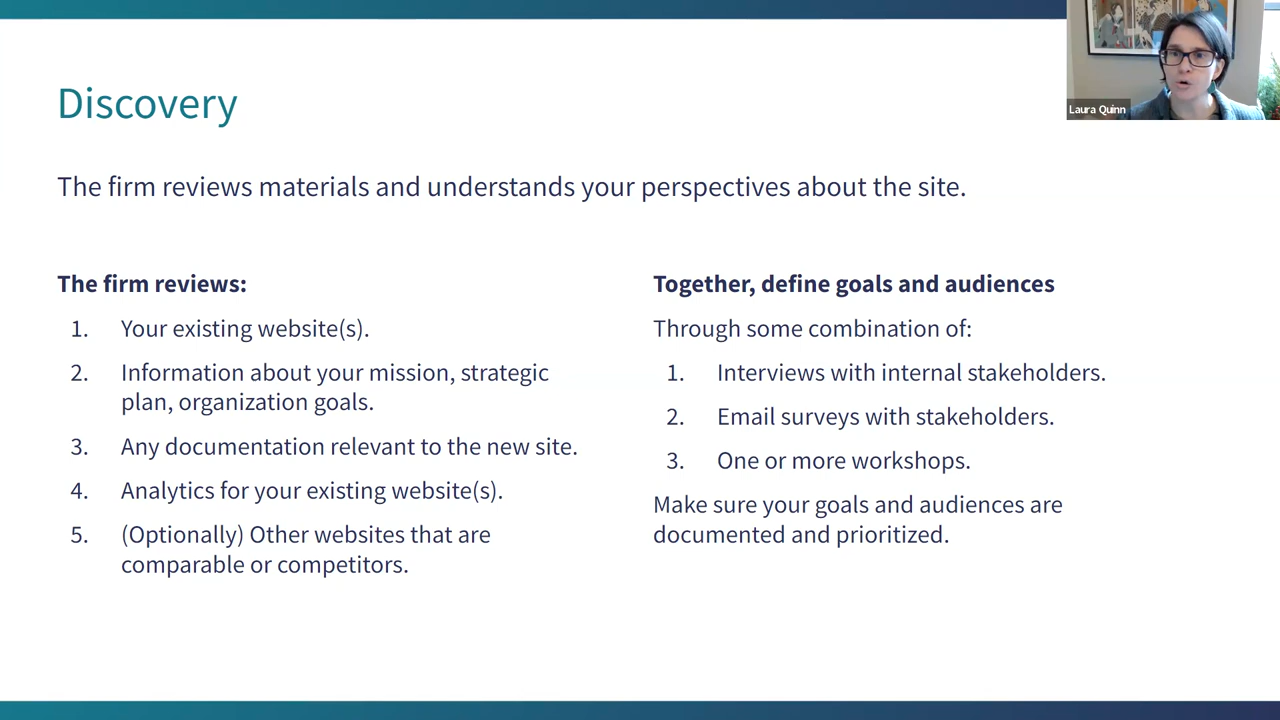 Discovery
Laura Quinn
The firm reviews materials and understands your perspectives about the site.
The firm reviews:
1. Your existing website(s).
2. Information about your mission, strategic
plan, organization goals.
3. Any documentation relevant to the new site.
4. Analytics for your existing website(s).
5. (Optionally) Other websites that are
comparable or competitors.
Together, define goals and audiences
Through some combination of:
1. Interviews with internal stakeholders.
2. Email surveys with stakeholders.
3. One or more workshops.
Make sure your goals and audiences are
documented and prioritized.